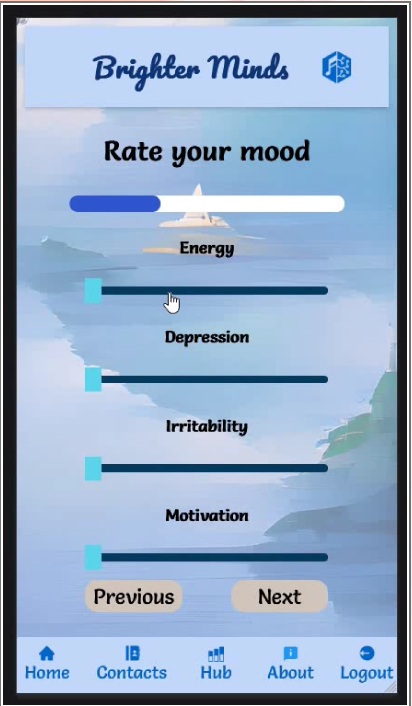 Brighter Minds
Rate your mood
Energy
Depression
Irritability
Motivation
Previous Next
Home Contacts Hub About Logout